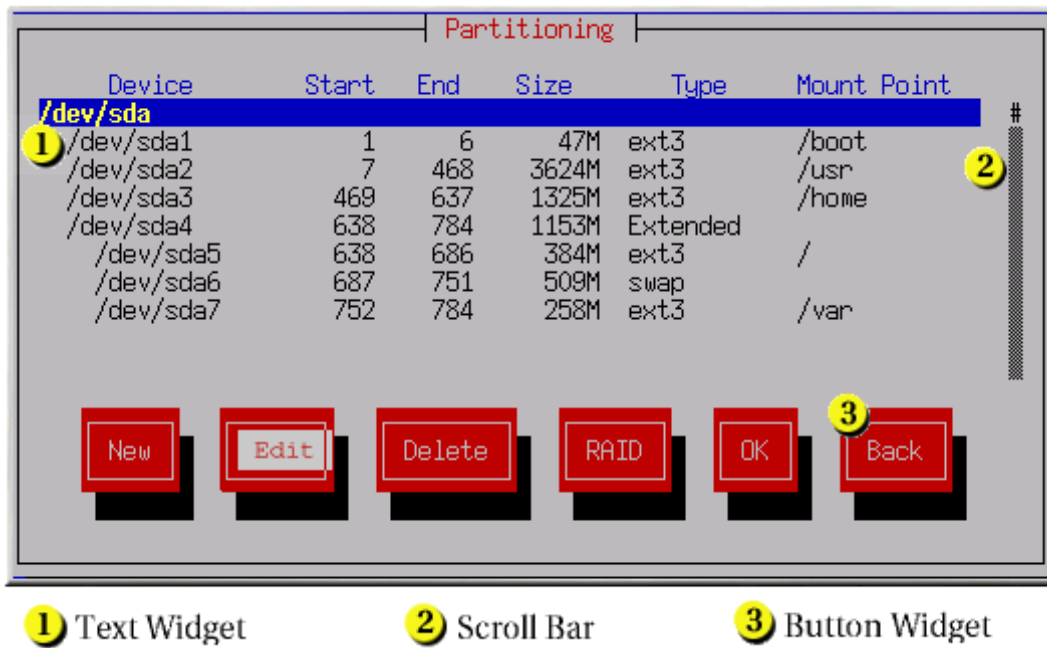 Partitioning
Device Start End Size Type Mount Point
/dev/sda
#
1 /dev/sda1 1 6 47M ext3 /boot
/dev/sda2 7 468 3624M ext3 /usr 2
/dev/sda3 469 637 1325M ext3 /home
/dev/sda4 638 784 1153M Extended
/dev/sda5 638 686 384M ext3 /
/dev/sda6 687 751 509M swap
/dev/sda7 752 784 258M ext3 /var
3
New Edit Delete RAID OK Back
1 Text Widget 2 Scroll Bar 3 Button Widget